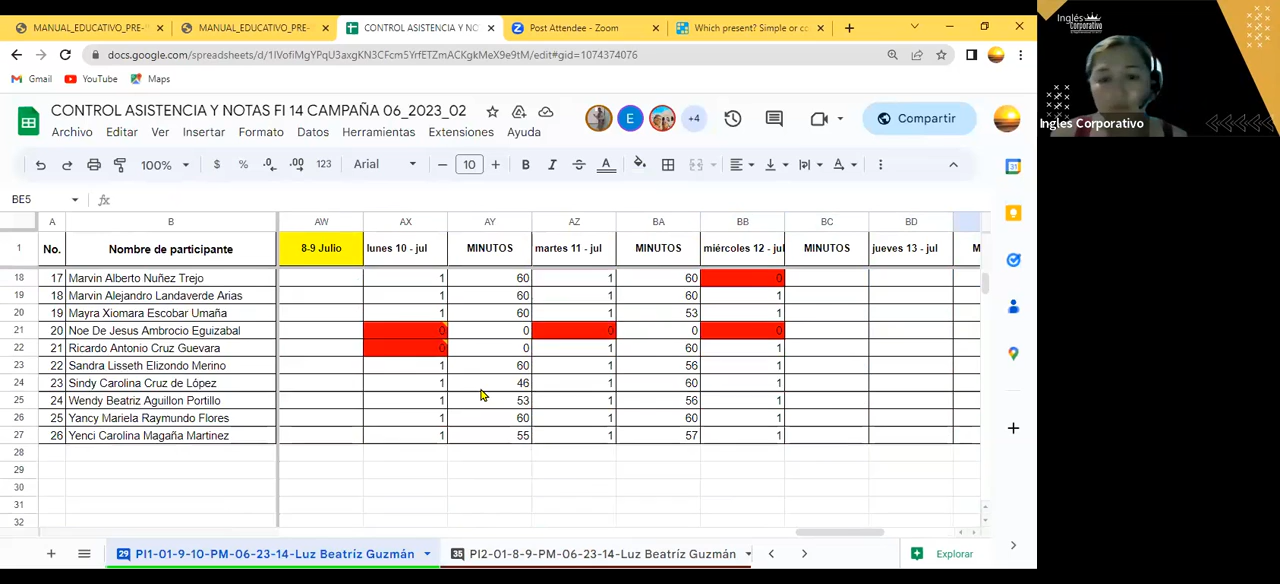 MANUAL_EDUCATIVO_PRE-
MANUAL_EDUCATIVO_PRE-
CONTROL ASISTENCIA Y NO
Post Attendee - Zoom
Which present? Simple or co
docs.google.com/spreadsheets/d/1IVofiMgYPqU3axgKN3CFcm5YrfETZmACKgkMeX9e9tM/edit#gid=1074374076
Gmail YouTube Maps
CONTROL ASISTENCIA Y NOTAS FI 14 CAMPAÑA 06_2023_02
E +4 Compartir
Archivo Editar Ver Insertar Formato Datos Herramientas Extensiones Ayuda
100% $ % .0 .00 123 Arial 10 B I A
BE5 fx
A B AW AX AY AZ BA BB BC BD
1 No. Nombre de participante 8-9 Julio lunes 10 - jul MINUTOS martes 11 - jul MINUTOS miércoles 12 - jul MINUTOS jueves 13 - jul M
18 17 Marvin Alberto Nuñez Trejo 1 60 1 60 0
19 18 Marvin Alejandro Landaverde Arias 1 60 1 60 1
20 19 Mayra Xiomara Escobar Umaña 1 60 1 53 1
21 20 Noe De Jesus Ambrocio Eguizabal 0 0 0 0 0
22 21 Ricardo Antonio Cruz Guevara 0 0 1 60 1
23 22 Sandra Lisseth Elizondo Merino 1 60 1 56 1
24 23 Sindy Carolina Cruz de López 1 46 1 60 1
25 24 Wendy Beatriz Aguillon Portillo 1 53 1 56 1
26 25 Yancy Mariela Raymundo Flores 1 60 1 60 1
27 26 Yenci Carolina Magaña Martinez 1 55 1 57 1
28
29
30
31
32
29 PI1-01-9-10-PM-06-23-14-Luz Beatríz Guzmán
35 PI2-01-8-9-PM-06-23-14-Luz Beatríz Guzmán
Explorar
Inglés
Corporativo
Ingles Corporativo